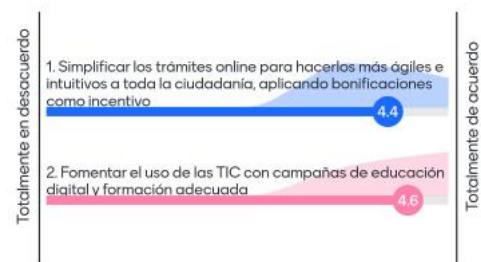 Totalmente en desacuerdo
1. Simplificar los trámites online para hacerlos más ágiles e
intuitivos a toda la ciudadanía, aplicando bonificaciones
como incentivo
4.4
2. Fomentar el uso de las TIC con campañas de educación
digital y formación adecuada
4.6
Totalmente de acuerdo